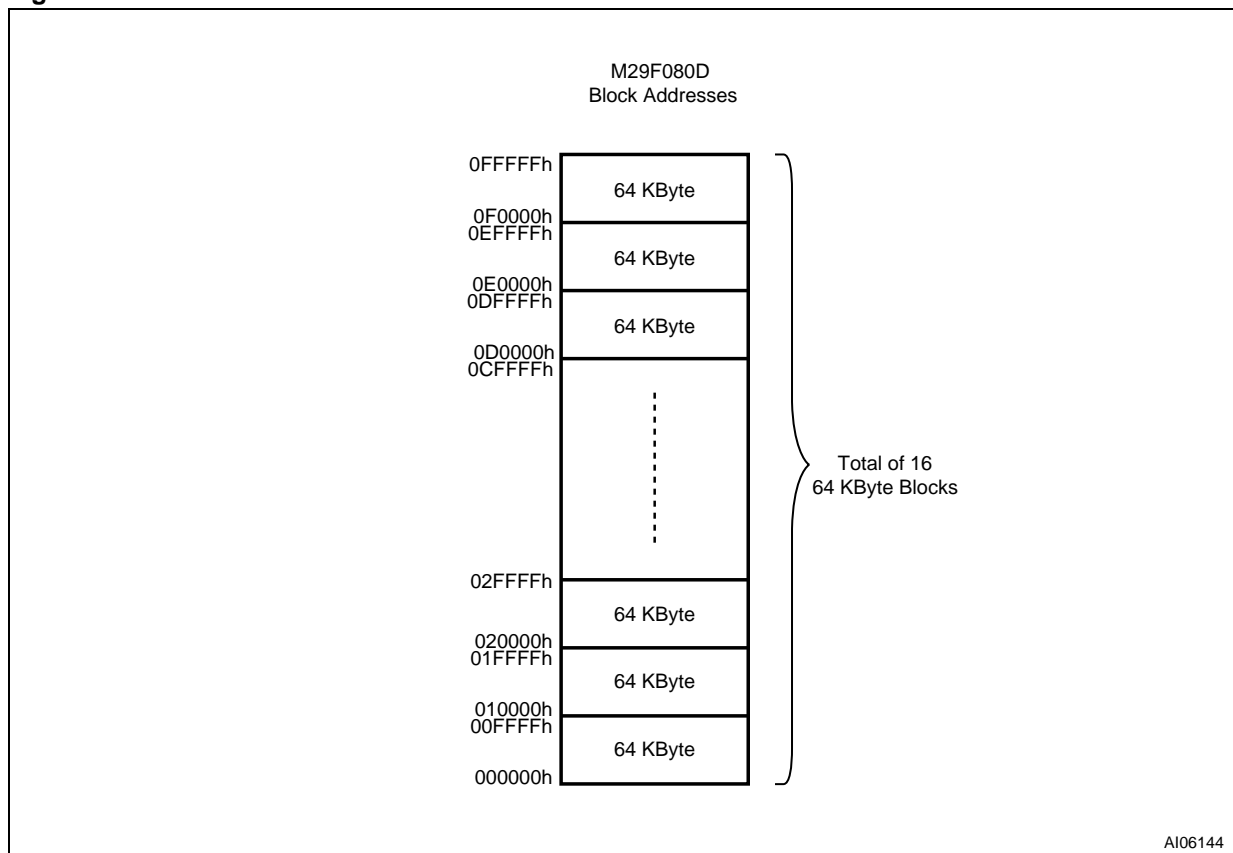 M29F080D
Block Addresses
0FFFFFh
64 KByte
0F0000h
0EFFFFh
64 KByte
0E0000h
0DFFFFh
64 KByte
0D0000h
0CFFFFh
Total of 16
64 KByte Blocks
02FFFFh
64 KByte
020000h
01FFFFh
64 KByte
010000h
00FFFFh
64 KByte
000000h
AI06144